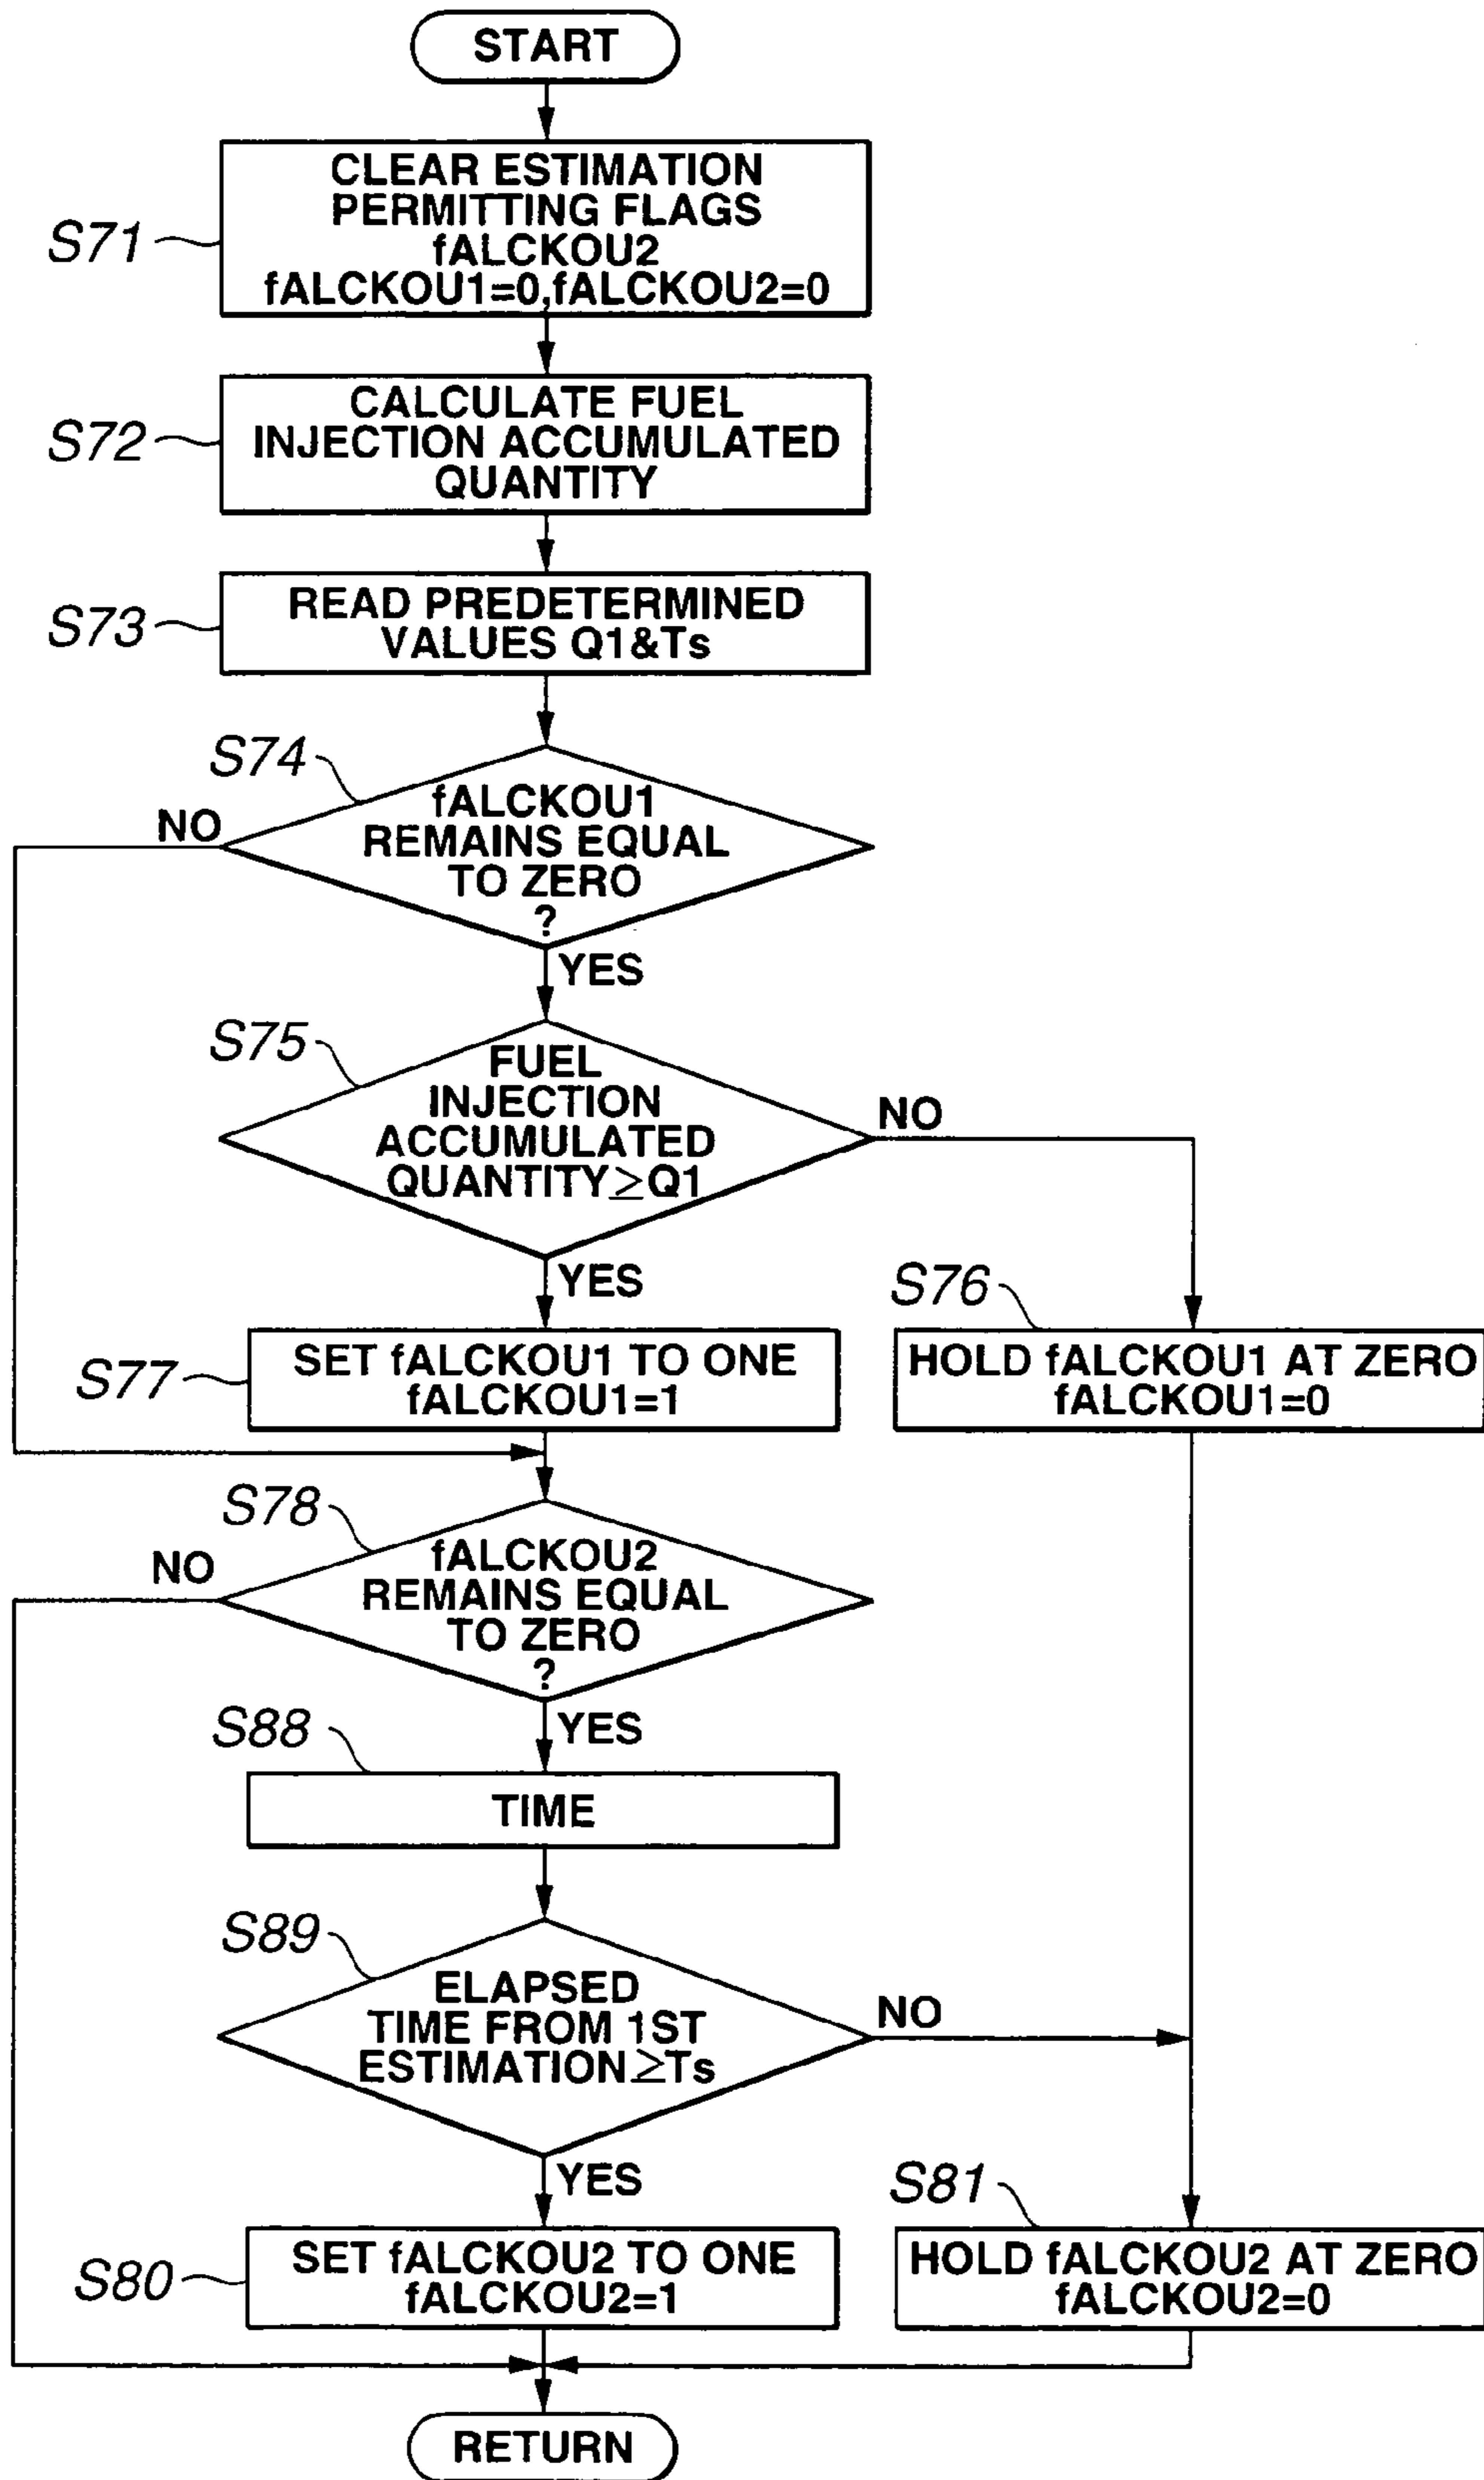 START
S71
CLEAR ESTIMATION
PERMITTING FLAGS
fALCKOU2
fALCKOU1=0,fALCKOU2=0
S72
CALCULATE FUEL
INJECTION ACCUMULATED
QUANTITY
S73
READ PREDETERMINED
VALUES Q1&Ts
S74
NO
fALCKOU1
REMAINS EQUAL
TO ZERO
?
YES
S75
FUEL
INJECTION
ACCUMULATED
QUANTITY≧Q1
NO
YES
S76
HOLD fALCKOU1 AT ZERO
fALCKOU1=0
S77
SET fALCKOU1 TO ONE
fALCKOU1=1
S78
NO
fALCKOU2
REMAINS EQUAL
TO ZERO
?
YES
S88
TIME
S89
ELAPSED
TIME FROM 1ST
ESTIMATION≧Ts
NO
YES
S81
HOLD fALCKOU2 AT ZERO
fALCKOU2=0
S80
SET fALCKOU2 TO ONE
fALCKOU2=1
RETURN